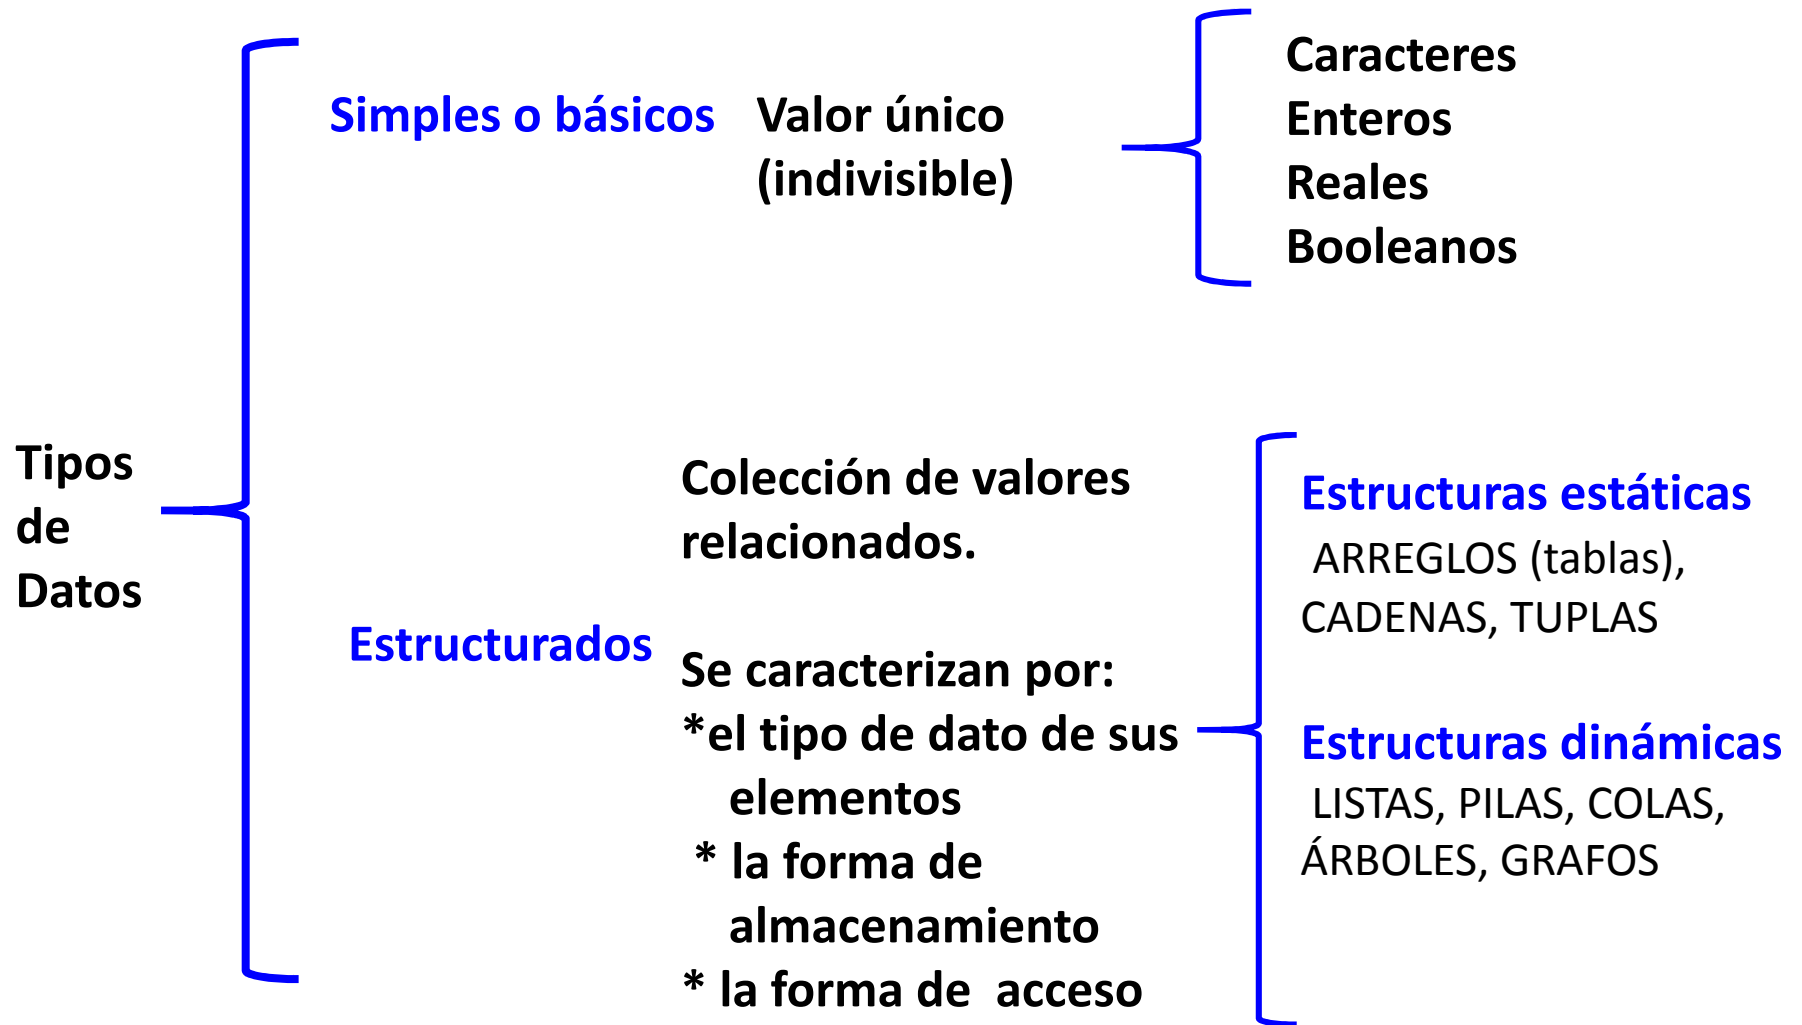 Tipos
de
Datos
Simples o básicos
Valor único
(indivisible)
Caracteres
Enteros
Reales
Booleanos
Estructurados
Colección de valores
relacionados.
Se caracterizan por:
*el tipo de dato de sus
elementos
* la forma de
almacenamiento
* la forma de acceso
Estructuras estáticas
ARREGLOS (tablas),
CADENAS, TUPLAS
Estructuras dinámicas
LISTAS, PILAS, COLAS,
ÁRBOLES, GRAFOS